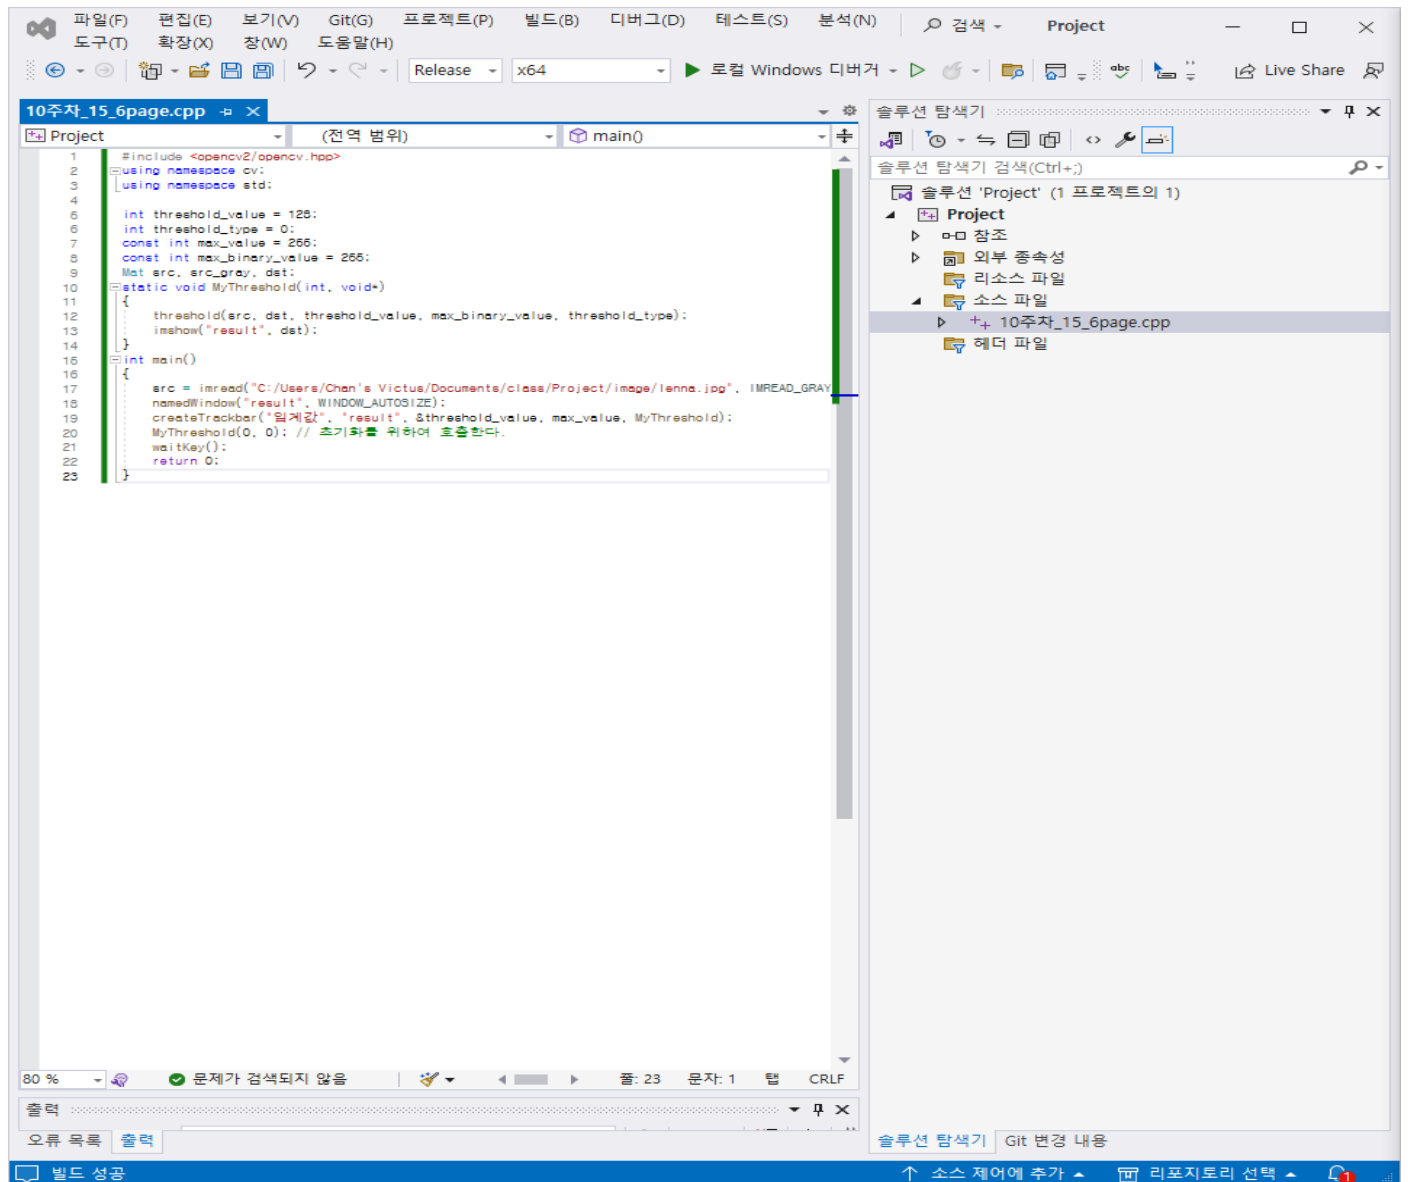 파일(F) 편집(E) 보기(V) Git(G) 프로젝트(P) 빌드(B) 디버그(D) 테스트(S) 분석(N) 검색 Project
도구(T) 확장(X) 창(W) 도움말(H)
Release x64 로컬 Windows 디버거 Live Share
10주차_15_6page.cpp
Project (전역 범위) main()
1 #include <opencv2/opencv.hpp>
2 using namespace cv;
3 using namespace std;
4
5 int threshold_value = 128;
6 int threshold_type = 0;
7 const int max_value = 255;
8 const int max_binary_value = 255;
9 Mat src, src_gray, dst;
10 static void MyThreshold(int, void*)
11 {
12 threshold(src, dst, threshold_value, max_binary_value, threshold_type);
13 imshow("result", dst);
14 }
15 int main()
16 {
17 src = imread("C:/Users/Chan's Victus/Documents/class/Project/image/lenna.jpg", IMREAD_GRAY
18 namedWindow("result", WINDOW_AUTOSIZE);
19 createTrackbar("임계값", "result", &threshold_value, max_value, MyThreshold);
20 MyThreshold(0, 0); // 초기화를 위하여 호출한다.
21 waitKey();
22 return 0;
23 }
80 % 문제가 검색되지 않음 줄: 23 문자: 1 탭 CRLF
출력
오류 목록 출력
솔루션 탐색기
솔루션 탐색기 검색(Ctrl+;)
솔루션 'Project' (1 프로젝트의 1)
Project
참조
외부 종속성
리소스 파일
소스 파일
10주차_15_6page.cpp
헤더 파일
솔루션 탐색기 Git 변경 내용
빌드 성공 소스 제어에 추가 리포지토리 선택 1